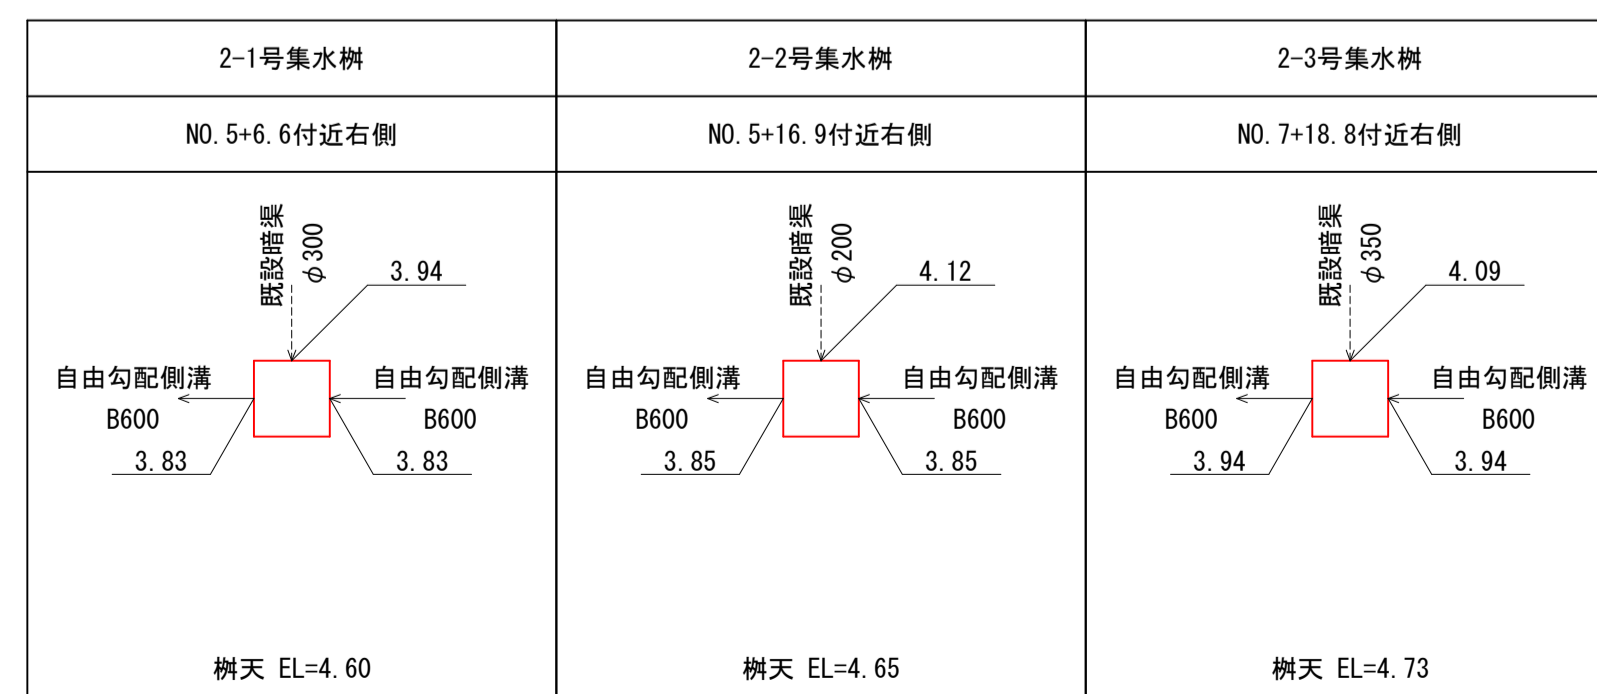 2-1号集水桝
2-2号集水桝
2-3号集水桝
NO.5+6.6付近右側
NO.5+16.9付近右側
NO.7+18.8付近右側
既設暗渠
φ300
3.94
自由勾配側溝
B600
自由勾配側溝
B600
3.83
3.83
桝天 EL=4.60
既設暗渠
φ200
4.12
自由勾配側溝
B600
自由勾配側溝
B600
3.85
3.85
桝天 EL=4.65
既設暗渠
φ350
4.09
自由勾配側溝
B600
自由勾配側溝
B600
3.94
3.94
桝天 EL=4.73